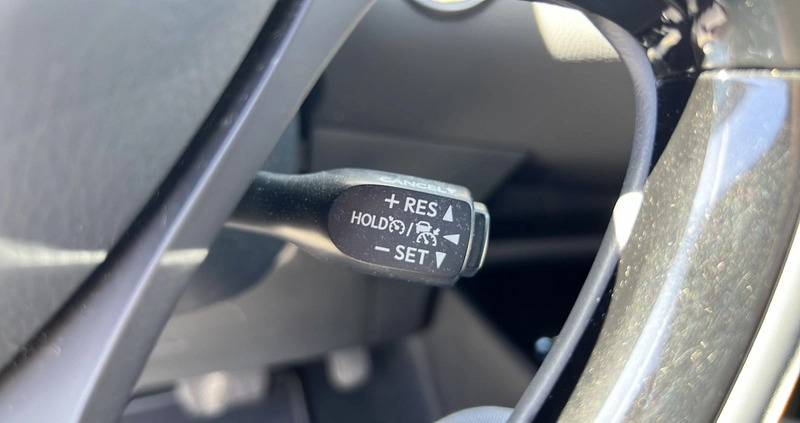 CANCEL
+ RES
HOLD /
− SET